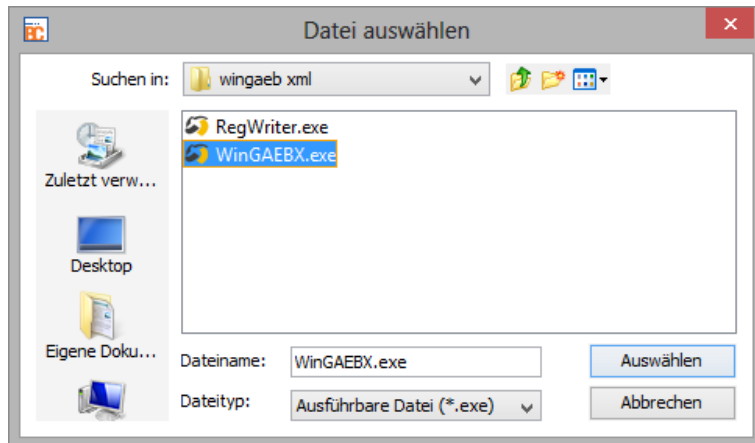 BC
Datei auswählen
Suchen in: wingaeb xml
RegWriter.exe
WinGAEBX.exe
Zuletzt verw...
Desktop
Eigene Doku...
Dateiname: WinGAEBX.exe Auswählen
Dateityp: Ausführbare Datei (*.exe) Abbrechen